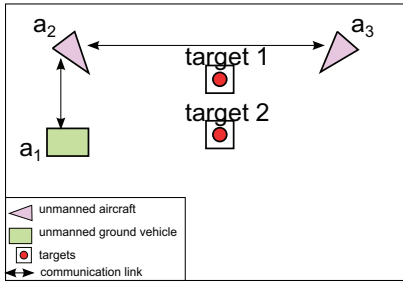 a2
a3
target 1
target 2
a1
unmanned aircraft
unmanned ground vehicle
targets
communication link